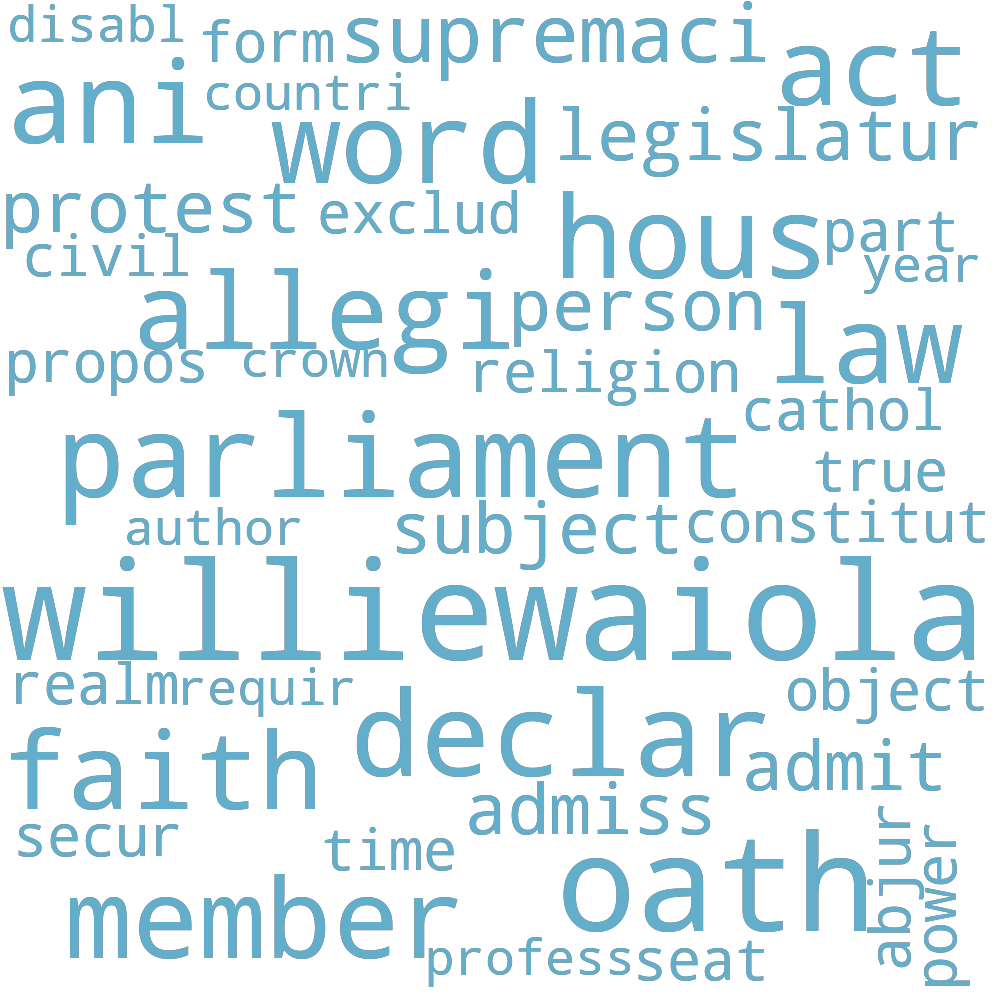 disabl
form
supremaci
act
ani
countri
word
legislatur
protest
exclud
hous
part
civil
year
allegi
person
law
propos
crown
religion
cathol
parliament
true
author
subject
constitut
williewaiola
realm
requir
object
declar
faith
admit
admiss
secur
time
oath
abjur
power
member
profess
seat